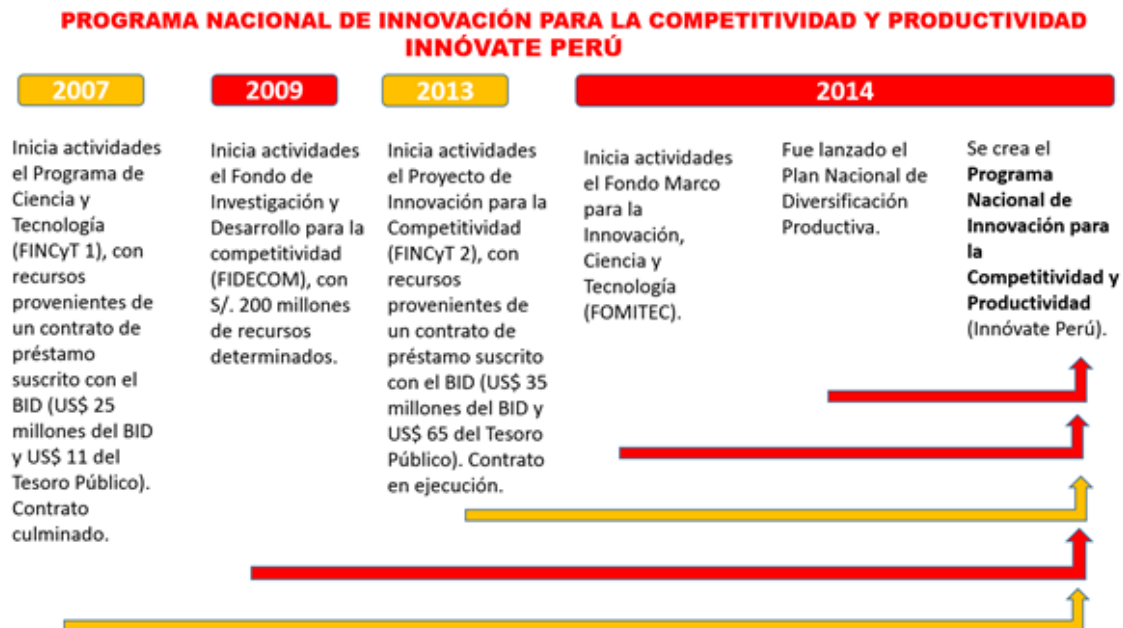 PROGRAMA NACIONAL DE INNOVACIÓN PARA LA COMPETITIVIDAD Y PRODUCTIVIDAD
INNÓVATE PERÚ
2007
Inicia actividades
el Programa de
Ciencia y
Tecnología
(FINCyT 1), con
recursos
provenientes de
un contrato de
préstamo
suscrito con el
BID (US$ 25
millones del BID
y US$ 11 del
Tesoro Público).
Contrato
culminado.
2009
Inicia actividades
el Fondo de
Investigación y
Desarrollo para la
competitividad
(FIDECOM), con
S/. 200 millones
de recursos
determinados.
2013
Inicia actividades
el Proyecto de
Innovación para la
Competitividad
(FINCyT 2), con
recursos
provenientes de
un contrato de
préstamo suscrito
con el BID (US$ 35
millones del BID y
US$ 65 del Tesoro
Público). Contrato
en ejecución.
2014
Inicia actividades
el Fondo Marco
para la
Innovación,
Ciencia y
Tecnología
(FOMITEC).
Fue lanzado el
Plan Nacional de
Diversificación
Productiva.
Se crea el
Programa
Nacional de
Innovación para
la
Competitividad y
Productividad
(Innóvate Perú).